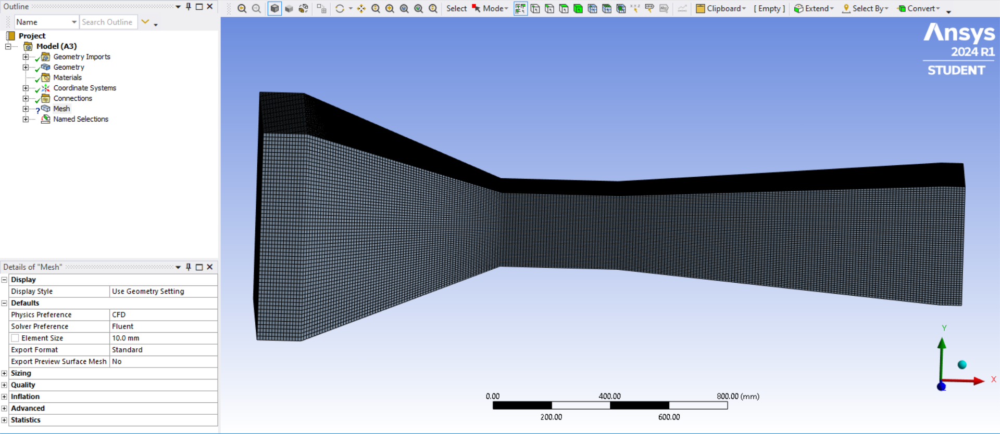 Outline
Name Search Outline
Project
Model (A3)
Geometry Imports
Geometry
Materials
Coordinate Systems
Connections
? Mesh
Named Selections
Details of "Mesh"
Display
Display Style Use Geometry Setting
Defaults
Physics Preference CFD
Solver Preference Fluent
Element Size 10.0 mm
Export Format Standard
Export Preview Surface Mesh No
Sizing
Quality
Inflation
Advanced
Statistics
Select Mode Clipboard [ Empty ] Extend Select By Convert
Ansys
2024 R1
STUDENT
Y
X
0.00 400.00 800.00 (mm)
200.00 600.00